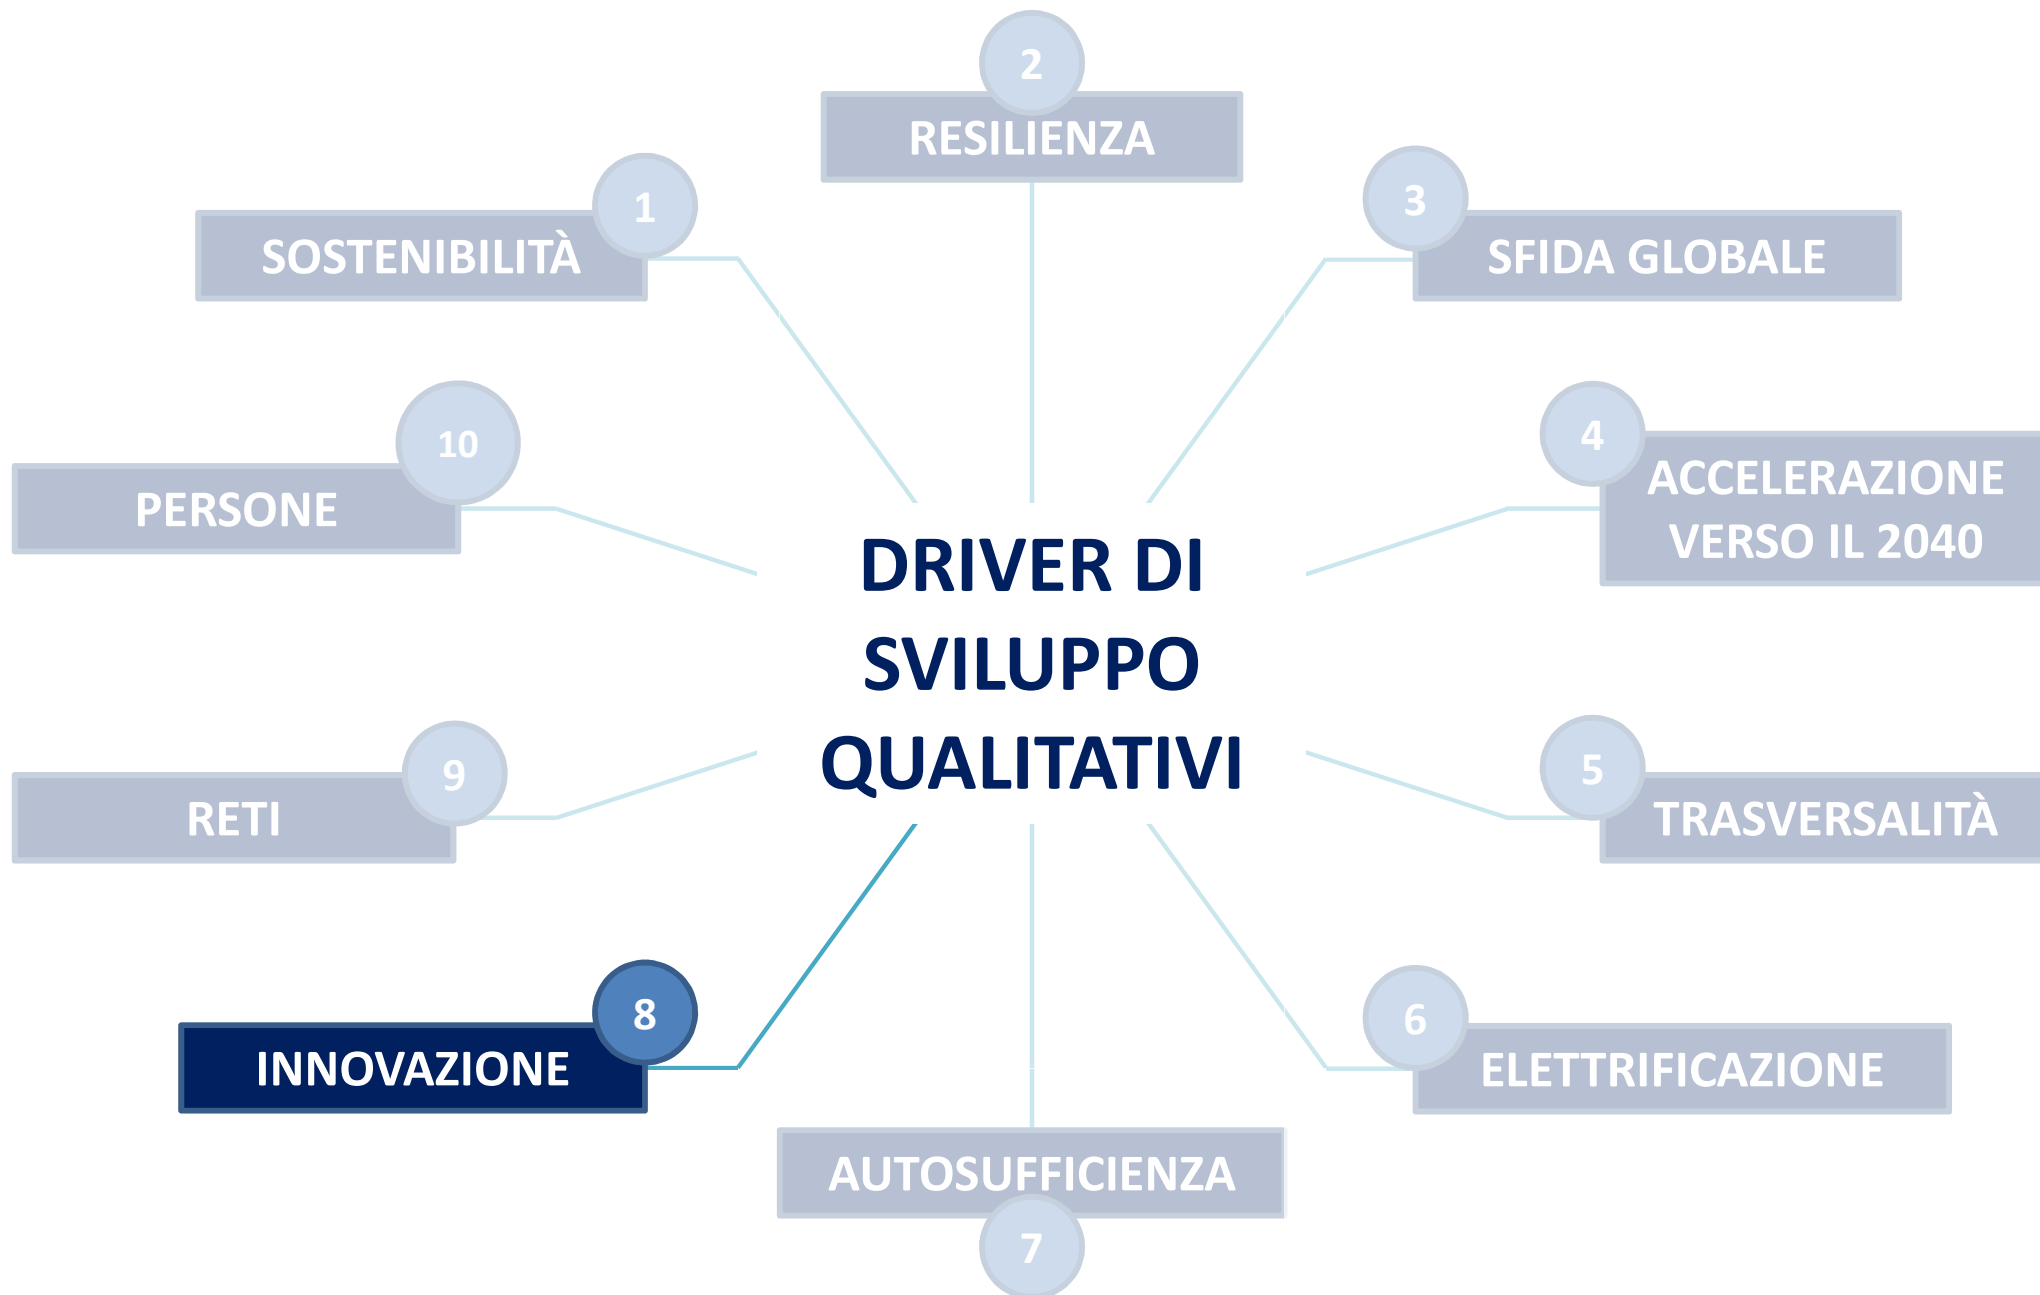 2
RESILIENZA
1
SOSTENIBILITÀ
3
SFIDA GLOBALE
10
PERSONE
4
ACCELERAZIONE
VERSO IL 2040
DRIVER DI
SVILUPPO
QUALITATIVI
9
RETI
5
TRASVERSALITÀ
8
INNOVAZIONE
6
ELETTRIFICAZIONE
AUTOSUFFICIENZA
7